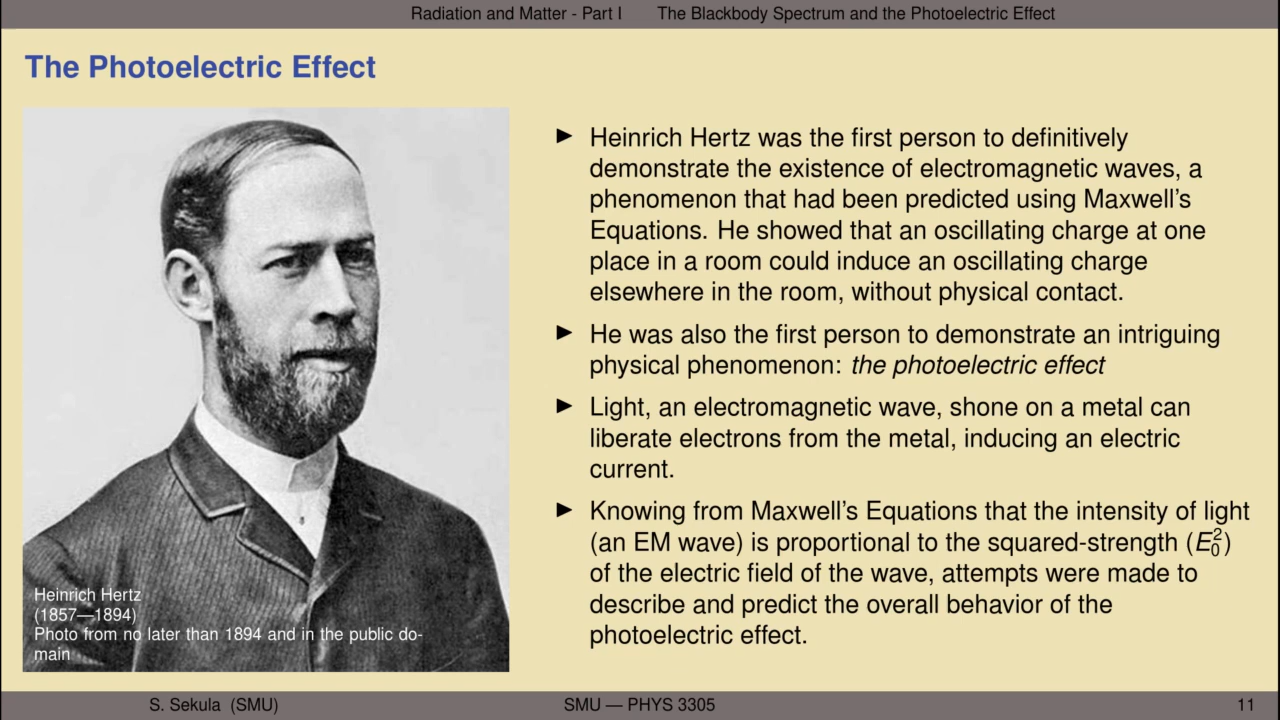 Radiation and Matter - Part I The Blackbody Spectrum and the Photoelectric Effect
The Photoelectric Effect
Heinrich Hertz
(1857—1894)
Photo from no later than 1894 and in the public do-
main
► Heinrich Hertz was the first person to definitively
demonstrate the existence of electromagnetic waves, a
phenomenon that had been predicted using Maxwell's
Equations. He showed that an oscillating charge at one
place in a room could induce an oscillating charge
elsewhere in the room, without physical contact.
► He was also the first person to demonstrate an intriguing
physical phenomenon: the photoelectric effect
► Light, an electromagnetic wave, shone on a metal can
liberate electrons from the metal, inducing an electric
current.
► Knowing from Maxwell's Equations that the intensity of light
(an EM wave) is proportional to the squared-strength (E₀²)
of the electric field of the wave, attempts were made to
describe and predict the overall behavior of the
photoelectric effect.
S. Sekula (SMU) SMU — PHYS 3305 11